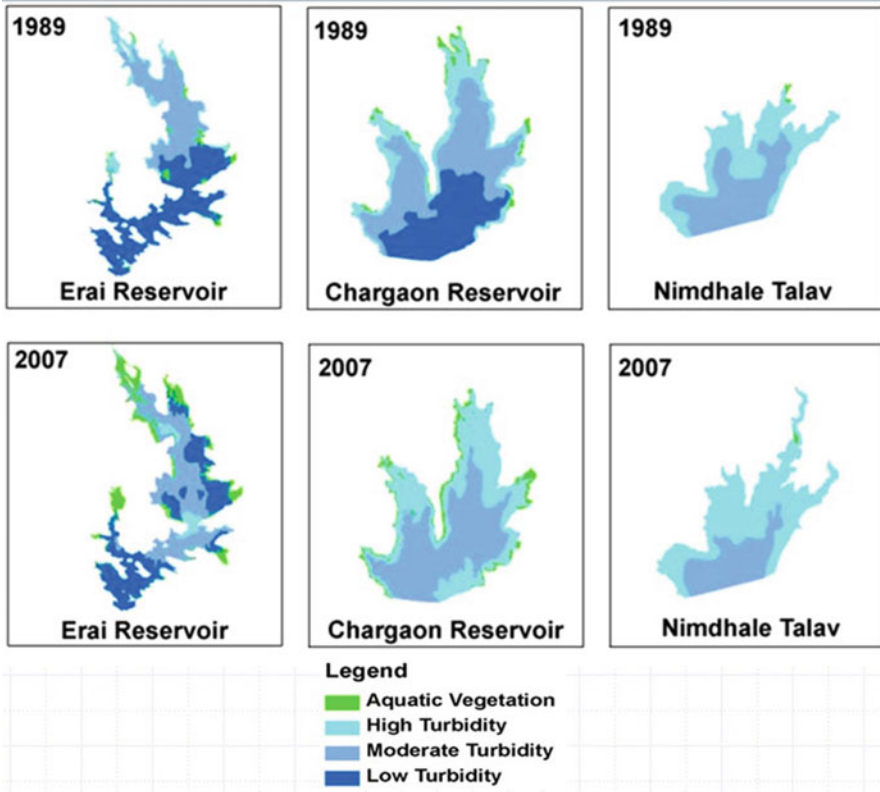 1989
Erai Reservoir
1989
Chargaon Reservoir
1989
Nimdhale Talav
2007
Erai Reservoir
2007
Chargaon Reservoir
2007
Nimdhale Talav
Legend
Aquatic Vegetation
High Turbidity
Moderate Turbidity
Low Turbidity